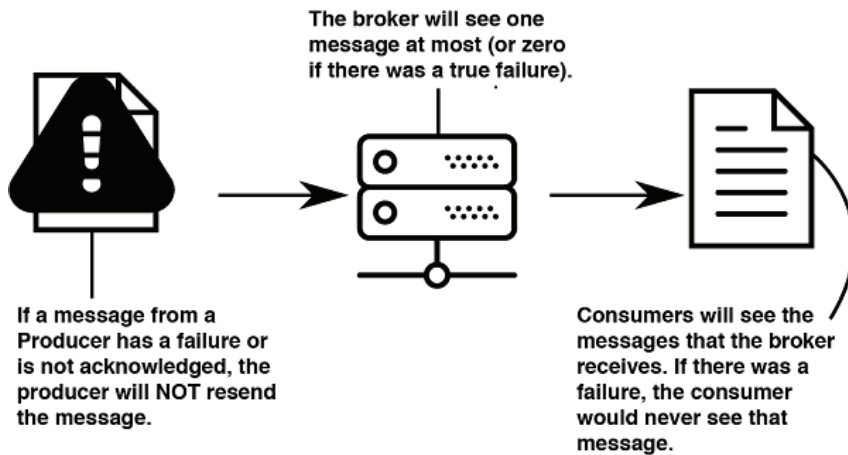 The broker will see one
message at most (or zero
if there was a true failure).
If a message from a
Producer has a failure or
is not acknowledged, the
producer will NOT resend
the message.
Consumers will see the
messages that the broker
receives. If there was a
failure, the consumer
would never see that
message.